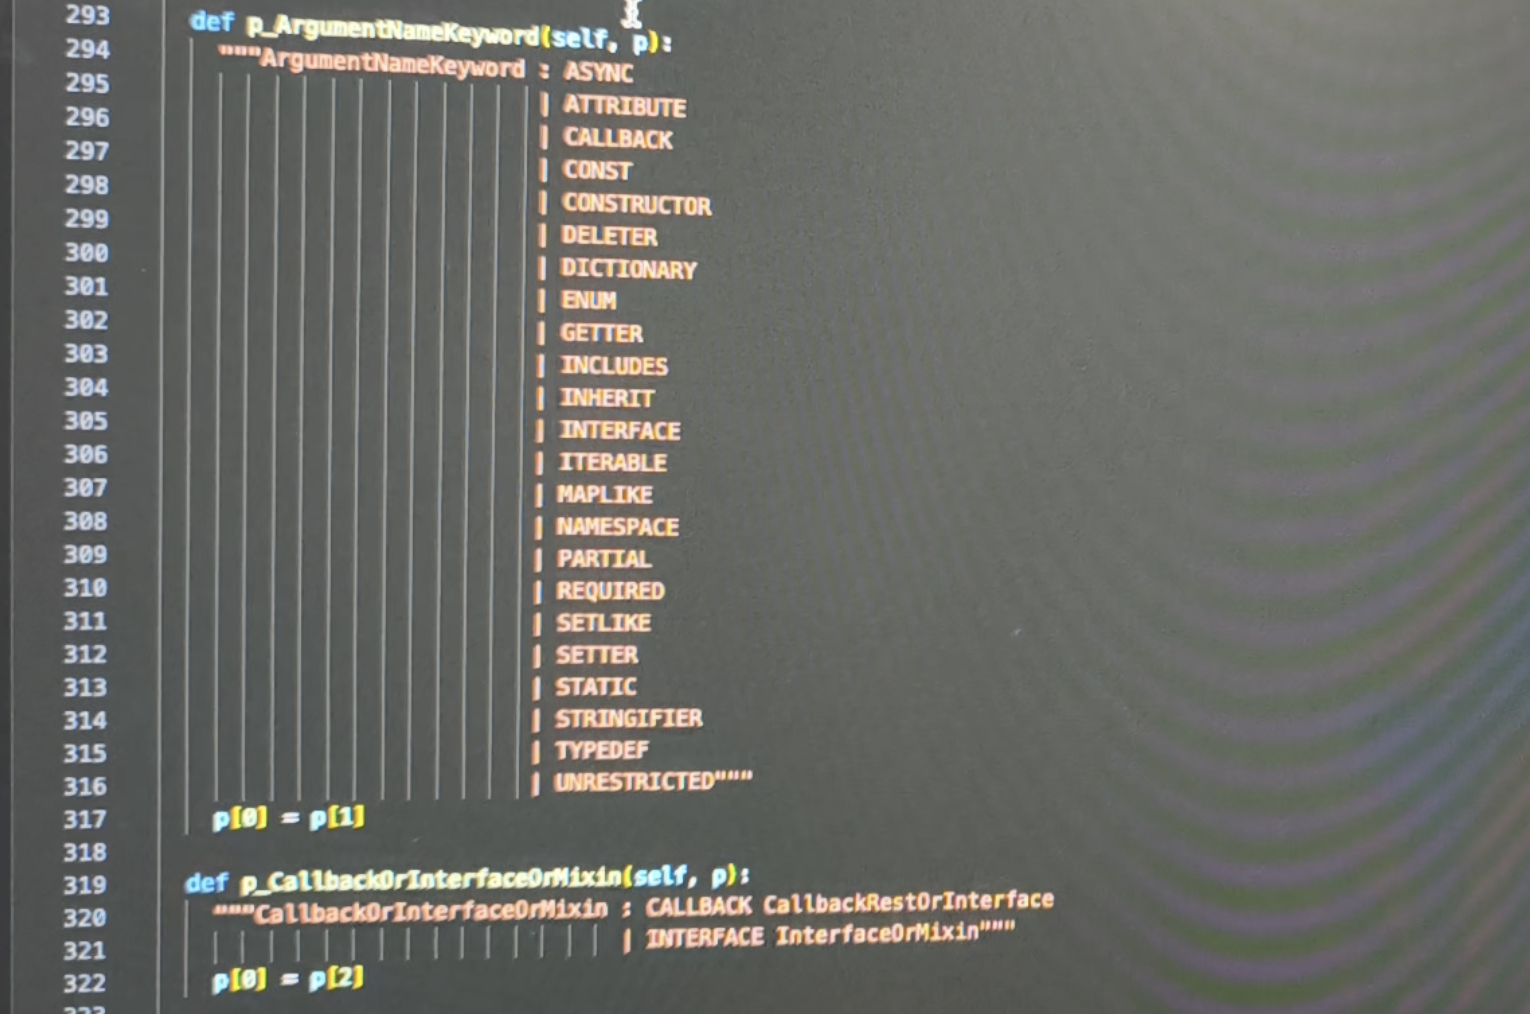 293 def p_ArgumentNameKeyword(self, p):
294 """ArgumentNameKeyword : ASYNC
295 | ATTRIBUTE
296 | CALLBACK
297 | CONST
298 | CONSTRUCTOR
299 | DELETER
300 | DICTIONARY
301 | ENUM
302 | GETTER
303 | INCLUDES
304 | INHERIT
305 | INTERFACE
306 | ITERABLE
307 | MAPLIKE
308 | NAMESPACE
309 | PARTIAL
310 | REQUIRED
311 | SETLIKE
312 | SETTER
313 | STATIC
314 | STRINGIFIER
315 | TYPEDEF
316 | UNRESTRICTED"""
317 p[0] = p[1]
318
319 def p_CallbackOrInterfaceOrMixin(self, p):
320 """CallbackOrInterfaceOrMixin : CALLBACK CallbackRestOrInterface
321 | INTERFACE InterfaceOrMixin"""
322 p[0] = p[2]